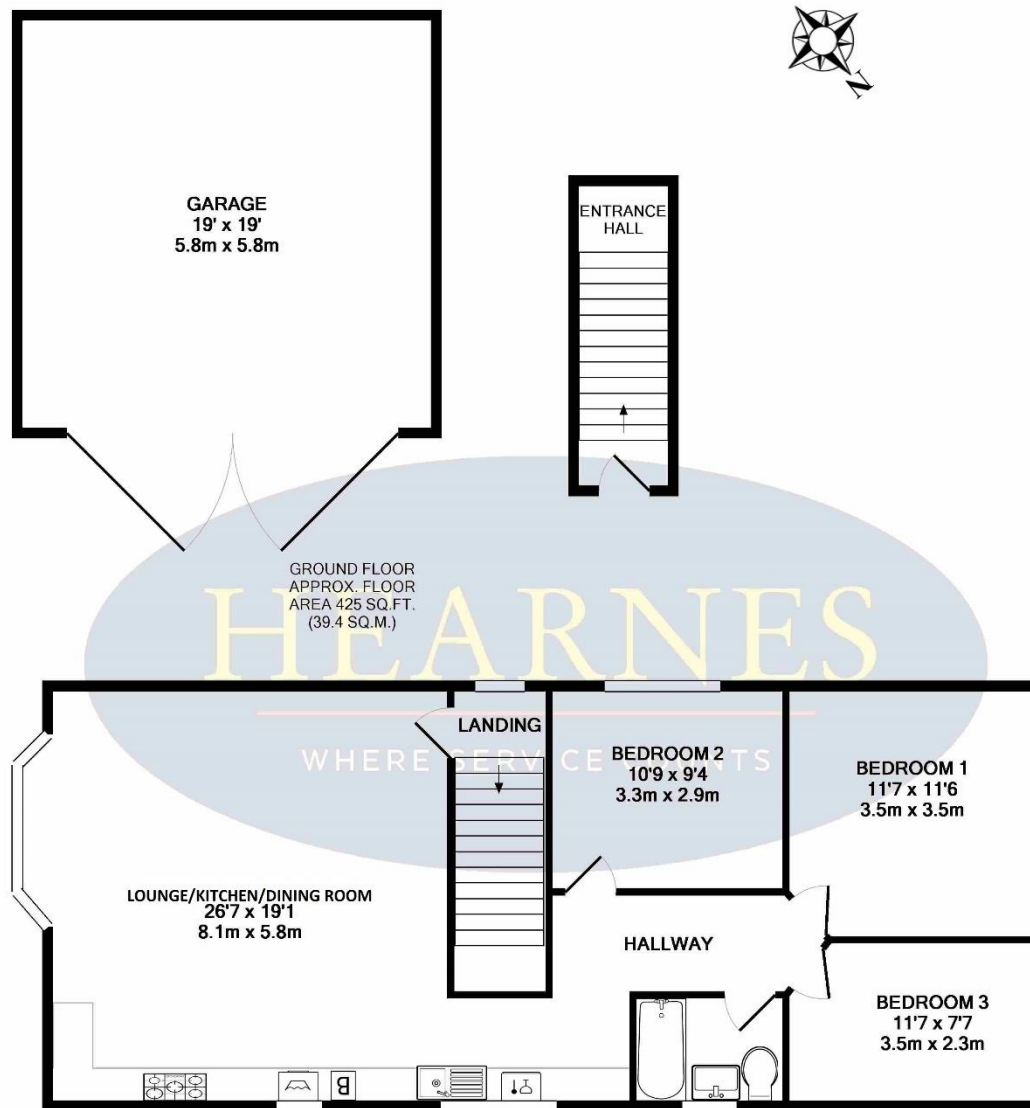 N
GARAGE
19' x 19'
5.8m x 5.8m
ENTRANCE
HALL
GROUND FLOOR
APPROX. FLOOR
AREA 425 SQ.FT.
(39.4 SQ.M.)
HEARNES
WHERE SERVICE COUNTS
LANDING
BEDROOM 2
10'9 x 9'4
3.3m x 2.9m
BEDROOM 1
11'7 x 11'6
3.5m x 3.5m
LOUNGE/KITCHEN/DINING ROOM
26'7 x 19'1
8.1m x 5.8m
HALLWAY
BEDROOM 3
11'7 x 7'7
3.5m x 2.3m
B